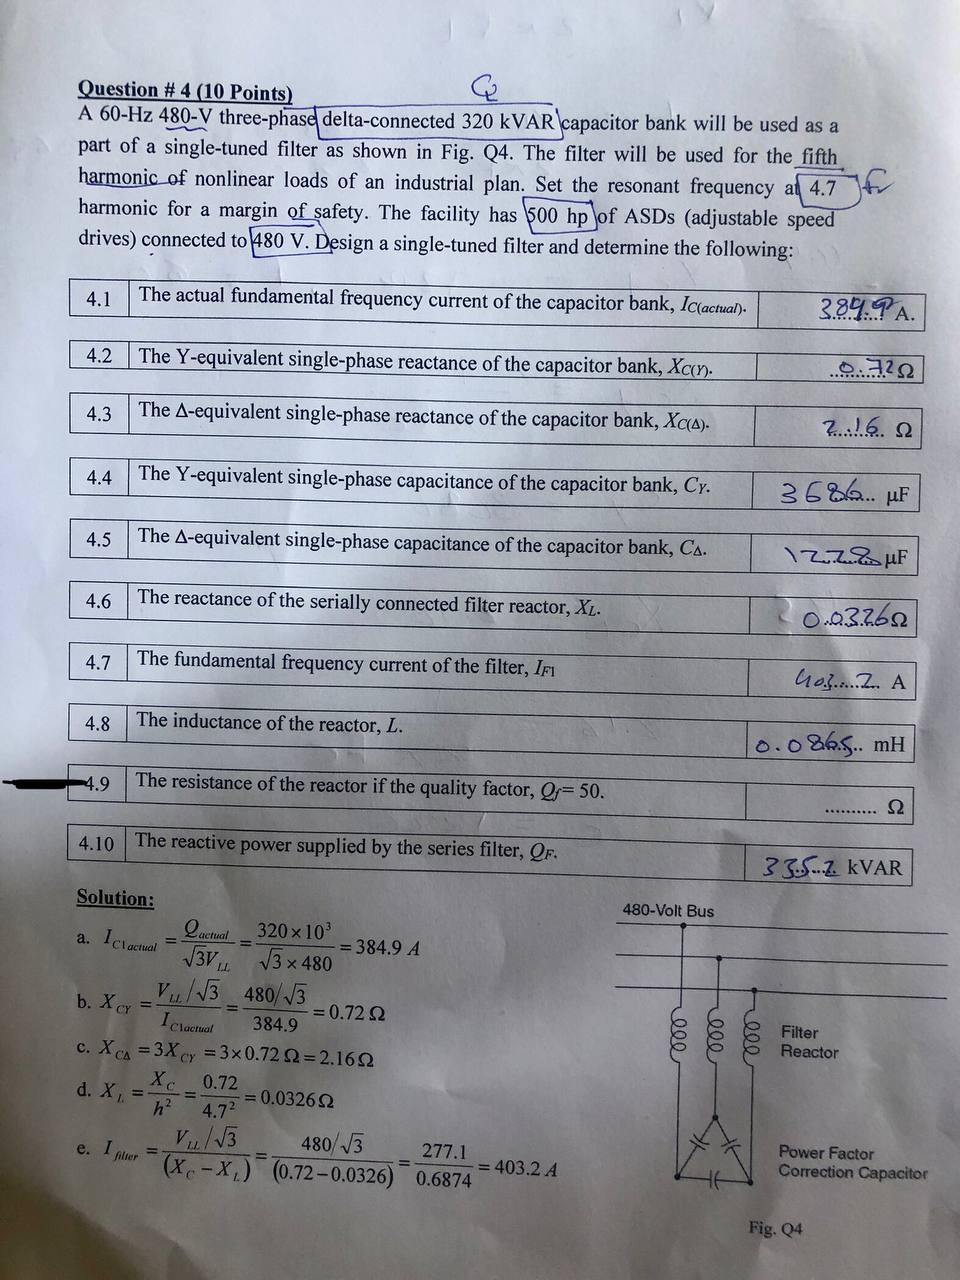 Question # 4 (10 Points)
Q
A 60-Hz 480-V three-phase delta-connected 320 kVAR capacitor bank will be used as a
part of a single-tuned filter as shown in Fig. Q4. The filter will be used for the fifth
harmonic of nonlinear loads of an industrial plan. Set the resonant frequency at 4.7
harmonic for a margin of safety. The facility has 500 hp of ASDs (adjustable speed
drives) connected to 480 V. Design a single-tuned filter and determine the following:
4.1 The actual fundamental frequency current of the capacitor bank, IC(actual). 384.9 A.
4.2 The Y-equivalent single-phase reactance of the capacitor bank, XC(Y). 0.72 Ω
4.3 The Δ-equivalent single-phase reactance of the capacitor bank, XC(Δ). 2.16 Ω
4.4 The Y-equivalent single-phase capacitance of the capacitor bank, CY. 3686 μF
4.5 The Δ-equivalent single-phase capacitance of the capacitor bank, CΔ. 1228 μF
4.6 The reactance of the serially connected filter reactor, XL. 0.0326 Ω
4.7 The fundamental frequency current of the filter, IF1 403.2 A
4.8 The inductance of the reactor, L. 0.0865 mH
4.9 The resistance of the reactor if the quality factor, Qf= 50. .......... Ω
4.10 The reactive power supplied by the series filter, QF. 335.2 kVAR
Solution:
a. IC1actual = Qactual / √3VLL = 320×10³ / √3×480 = 384.9 A
b. XCY = VLL/√3 / IC1actual = 480/√3 / 384.9 = 0.72 Ω
c. XCΔ = 3XCY = 3×0.72 Ω = 2.16 Ω
d. XL = XC / h² = 0.72 / 4.7² = 0.0326 Ω
e. Ifilter = VLL/√3 / (XC − XL) = 480/√3 / (0.72−0.0326) = 277.1 / 0.6874 = 403.2 A
480-Volt Bus
Filter
Reactor
Power Factor
Correction Capacitor
Fig. Q4